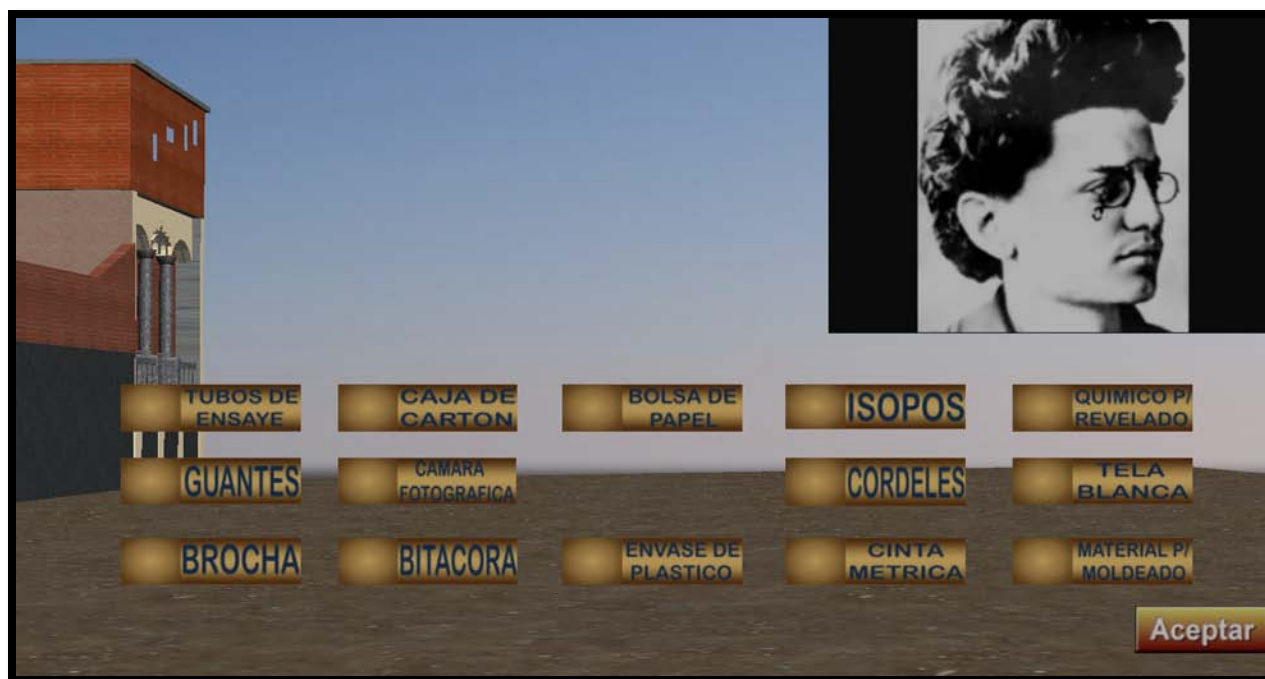 TUBOS DE
ENSAYE
CAJA DE
CARTON
BOLSA DE
PAPEL
ISOPOS
QUIMICO P/
REVELADO
GUANTES
CAMARA
FOTOGRAFICA
CORDELES
TELA
BLANCA
BROCHA
BITACORA
ENVASE DE
PLASTICO
CINTA
METRICA
MATERIAL P/
MOLDEADO
Aceptar